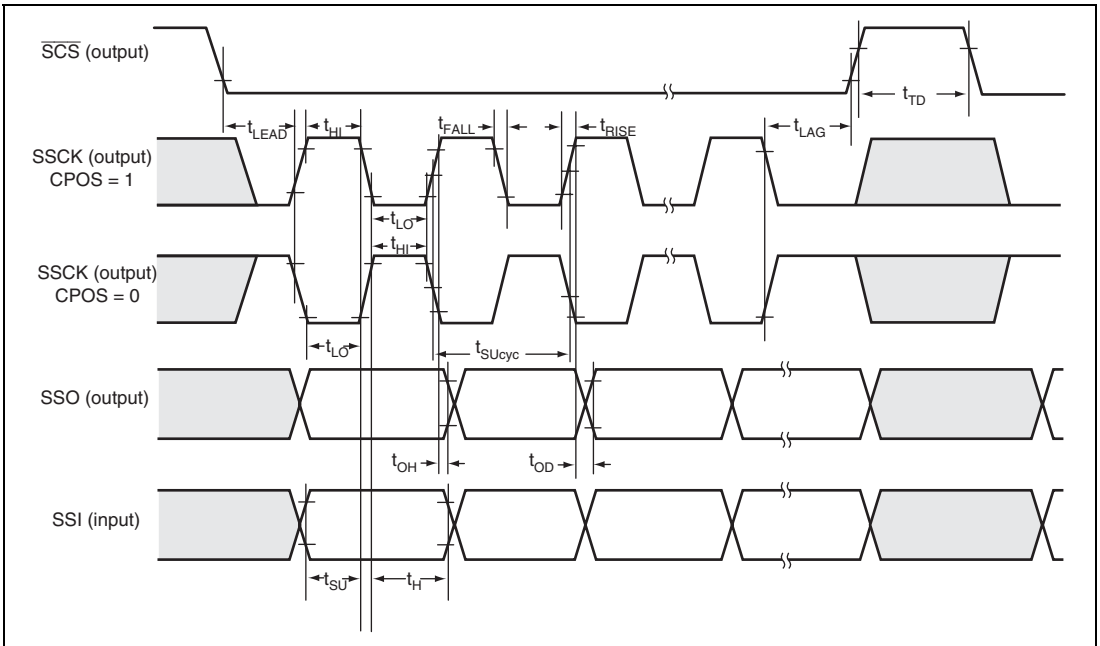 SCS (output)
tTD
tLEAD
tHI
tFALL
tRISE
tLAG
SSCK (output)
CPOS = 1
tLO
tHI
SSCK (output)
CPOS = 0
tLO
tSUcyc
SSO (output)
tOH
tOD
SSI (input)
tSU
tH